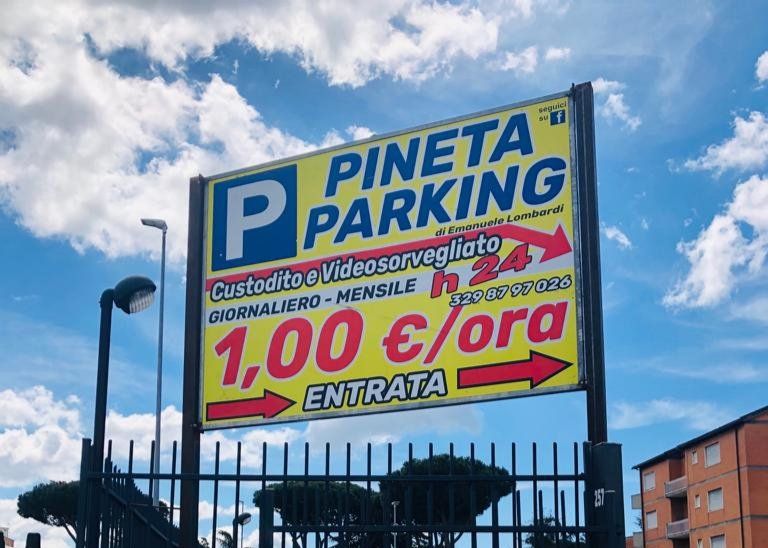 seguici
su f
P
PINETA
PARKING
di Emanuele Lombardi
Custodito e Videosorvegliato
h 24
GIORNALIERO - MENSILE
329 87 97 026
1,00 €/ora
ENTRATA
257